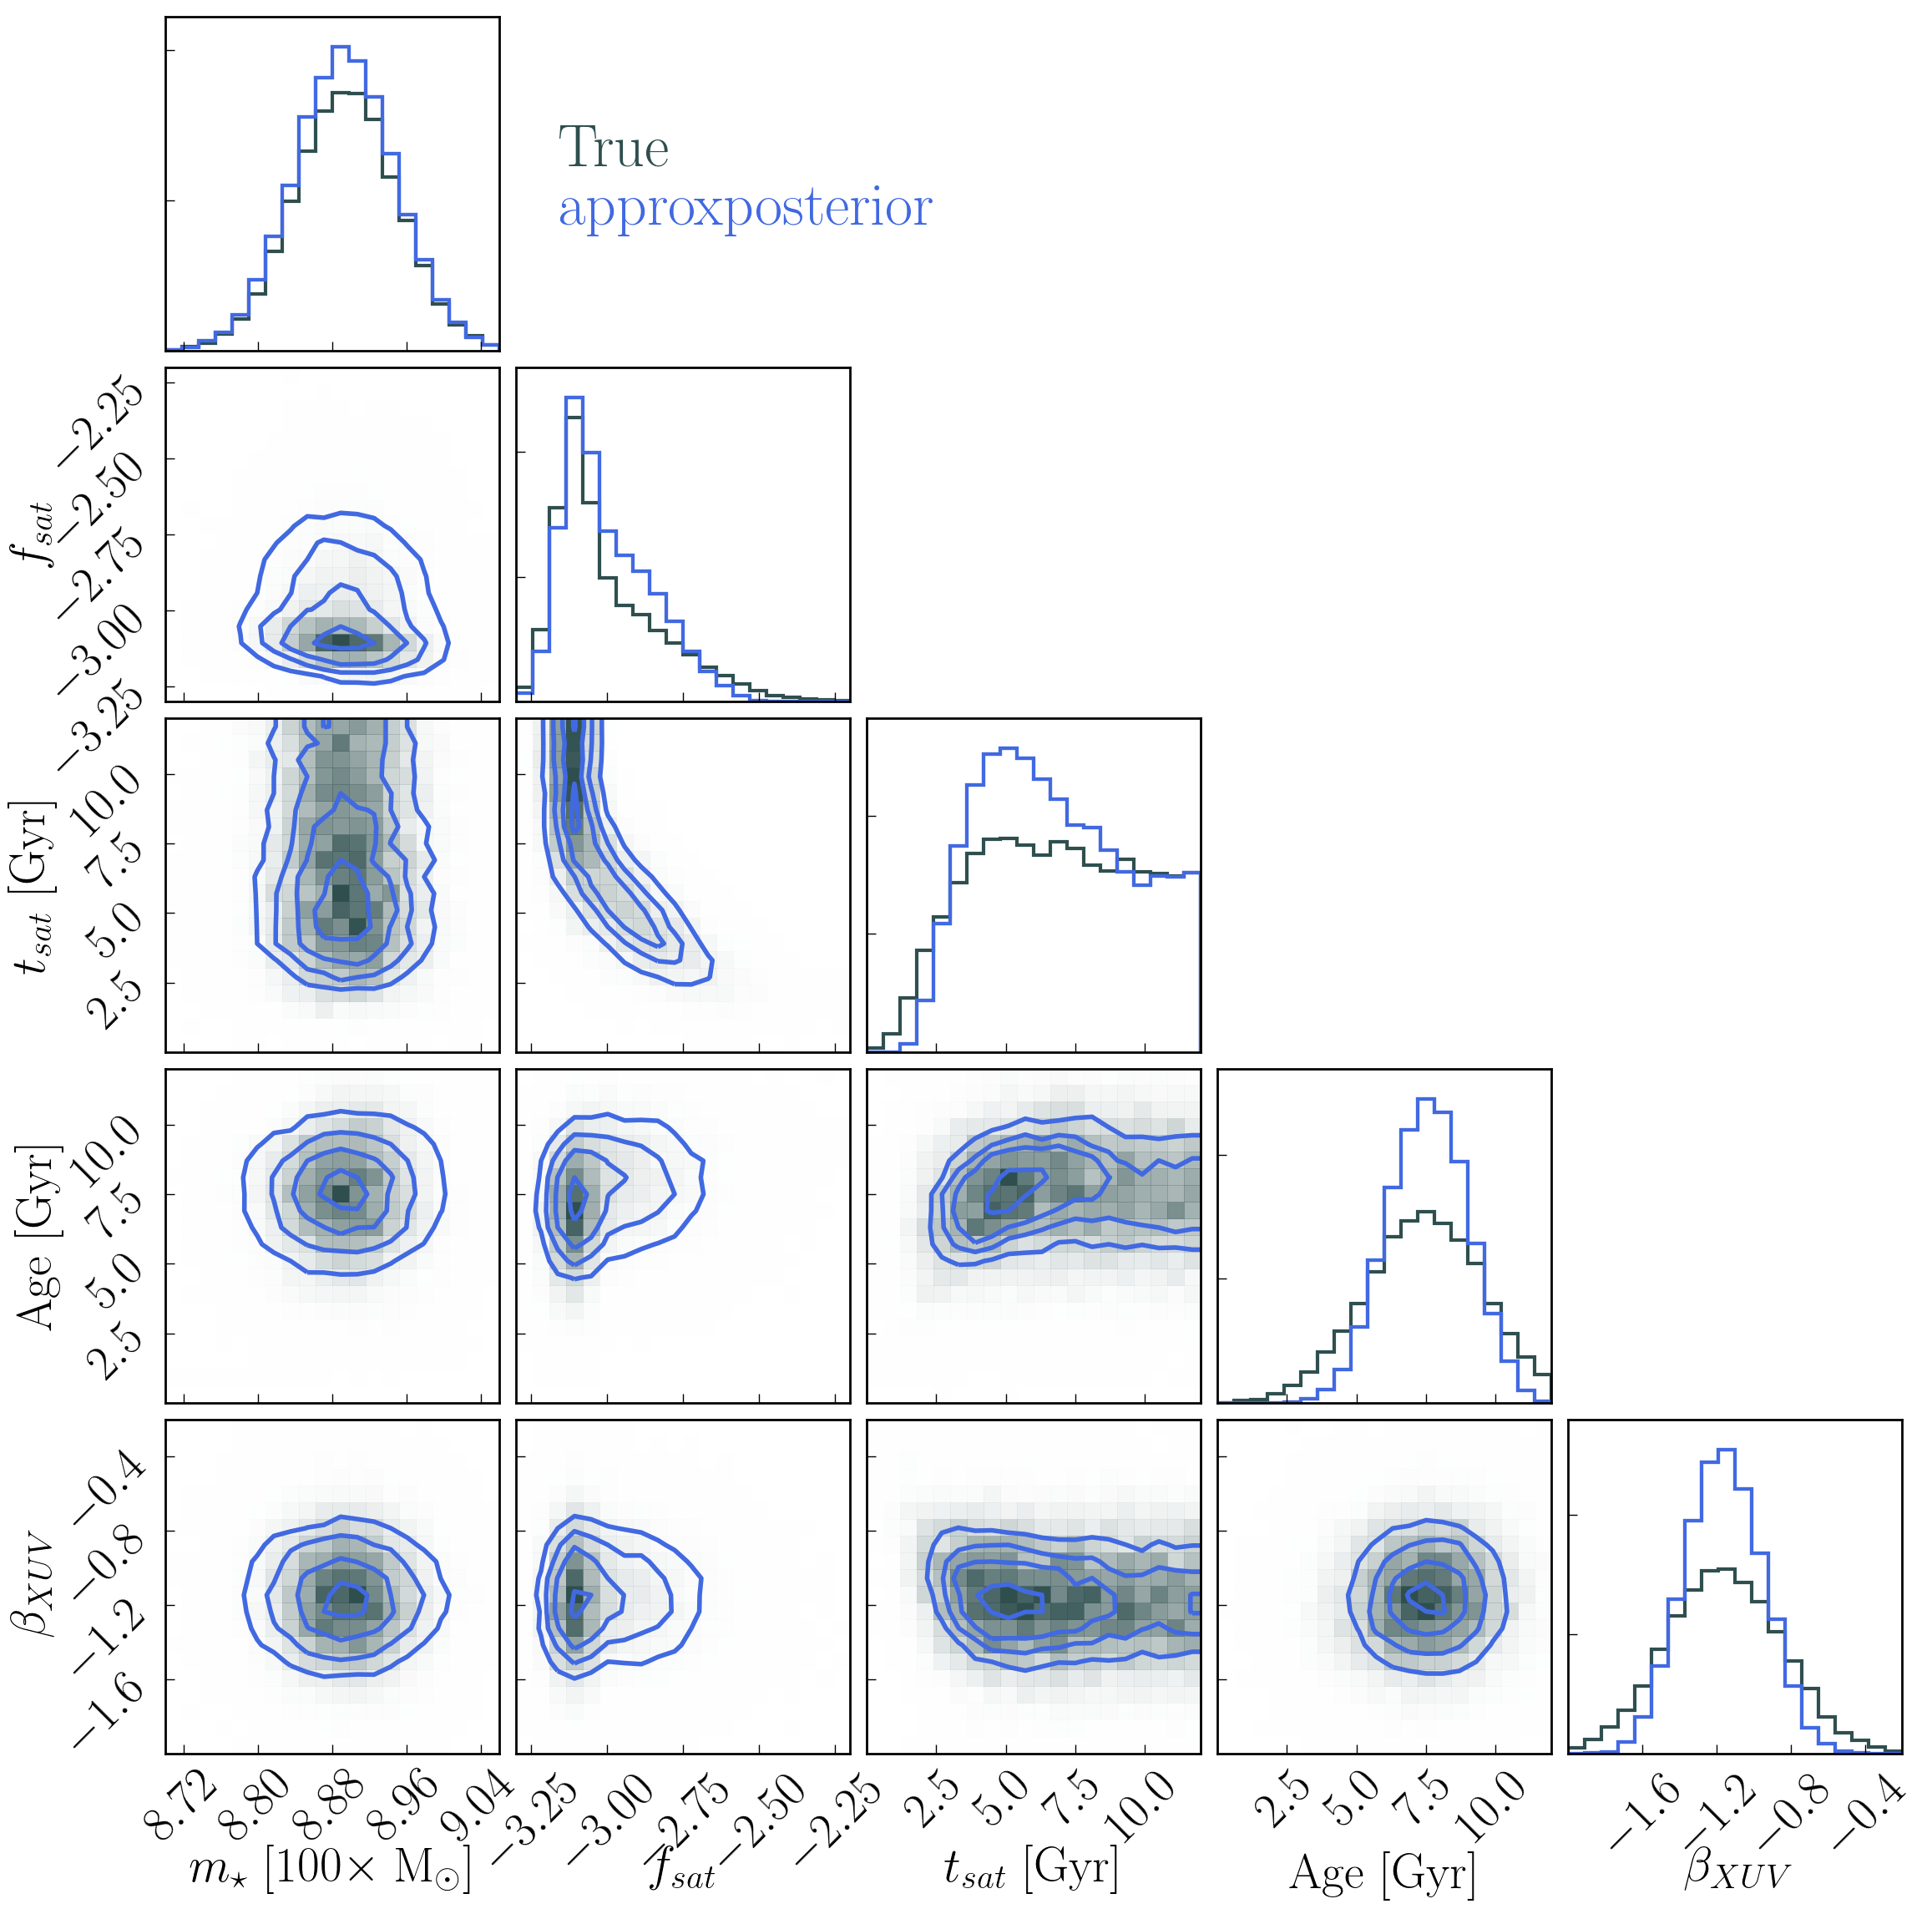 True
approxposterior
f_sat
−2.25
−2.50
−2.75
−3.00
−3.25
t_sat [Gyr]
10.0
7.5
5.0
2.5
Age [Gyr]
10.0
7.5
5.0
2.5
β_XUV
−0.4
−0.8
−1.2
−1.6
8.72 8.80 8.88 8.96 9.04 −3.25 −3.00 −2.75 −2.50 −2.25 2.5 5.0 7.5 10.0 2.5 5.0 7.5 10.0 −1.6 −1.2 −0.8 −0.4
m⋆ [100× M⊙] f_sat t_sat [Gyr] Age [Gyr] β_XUV